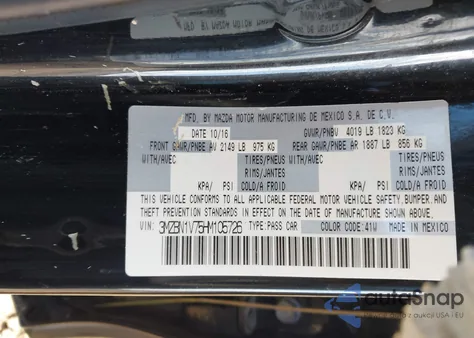 MFD. BY MAZDA MOTOR MANUFACTURING DE MEXICO S.A. DE C.V.
DATE 10/16 GVWR/PNBV 4019 LB 1823 KG
FRONT GAWR/PNBE AV 2149 LB 975 KG REAR GAWR/PNBE AR 1887 LB 856 KG
WITH/AVEC TIRES/PNEUS WITH/AVEC TIRES/PNEUS
RIMS/JANTES RIMS/JANTES
KPA/ PSI COLD/A FROID KPA/ PSI COLD/A FROID
THIS VEHICLE CONFORMS TO ALL APPLICABLE FEDERAL MOTOR VEHICLE SAFETY, BUMPER, AND
THEFT PREVENTION STANDARDS IN EFFECT ON THE DATE OF MANUFACTURE SHOWN ABOVE.
VIN: 3MZBN1V75HM105726 TYPE:PASS CAR COLOR CODE: 41W MADE IN MEXICO
autaSnap
z aukcji USA i EU